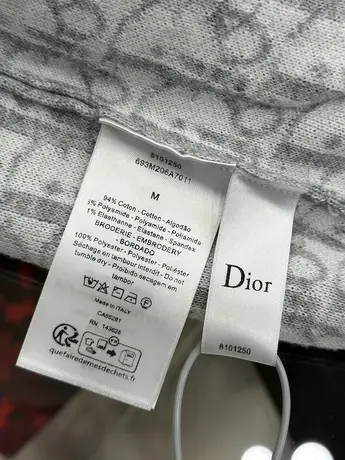 8101250
693M206A7011
M
94% Coton - Cotton - Algodão
5% Polyamide - Polyamide - Poliamida
1% Elasthanne - Elastane - Spandex
BRODERIE - EMBRODERY
- BORDADO
100% Polyester - Polyester - Poliéster
Séchage en tambour interdit - Do not
tumble dry - Proibido secagem em
tambor
Made in ITALY
RN. 143626
quefairedemesdechets.fr
Dior
8101250